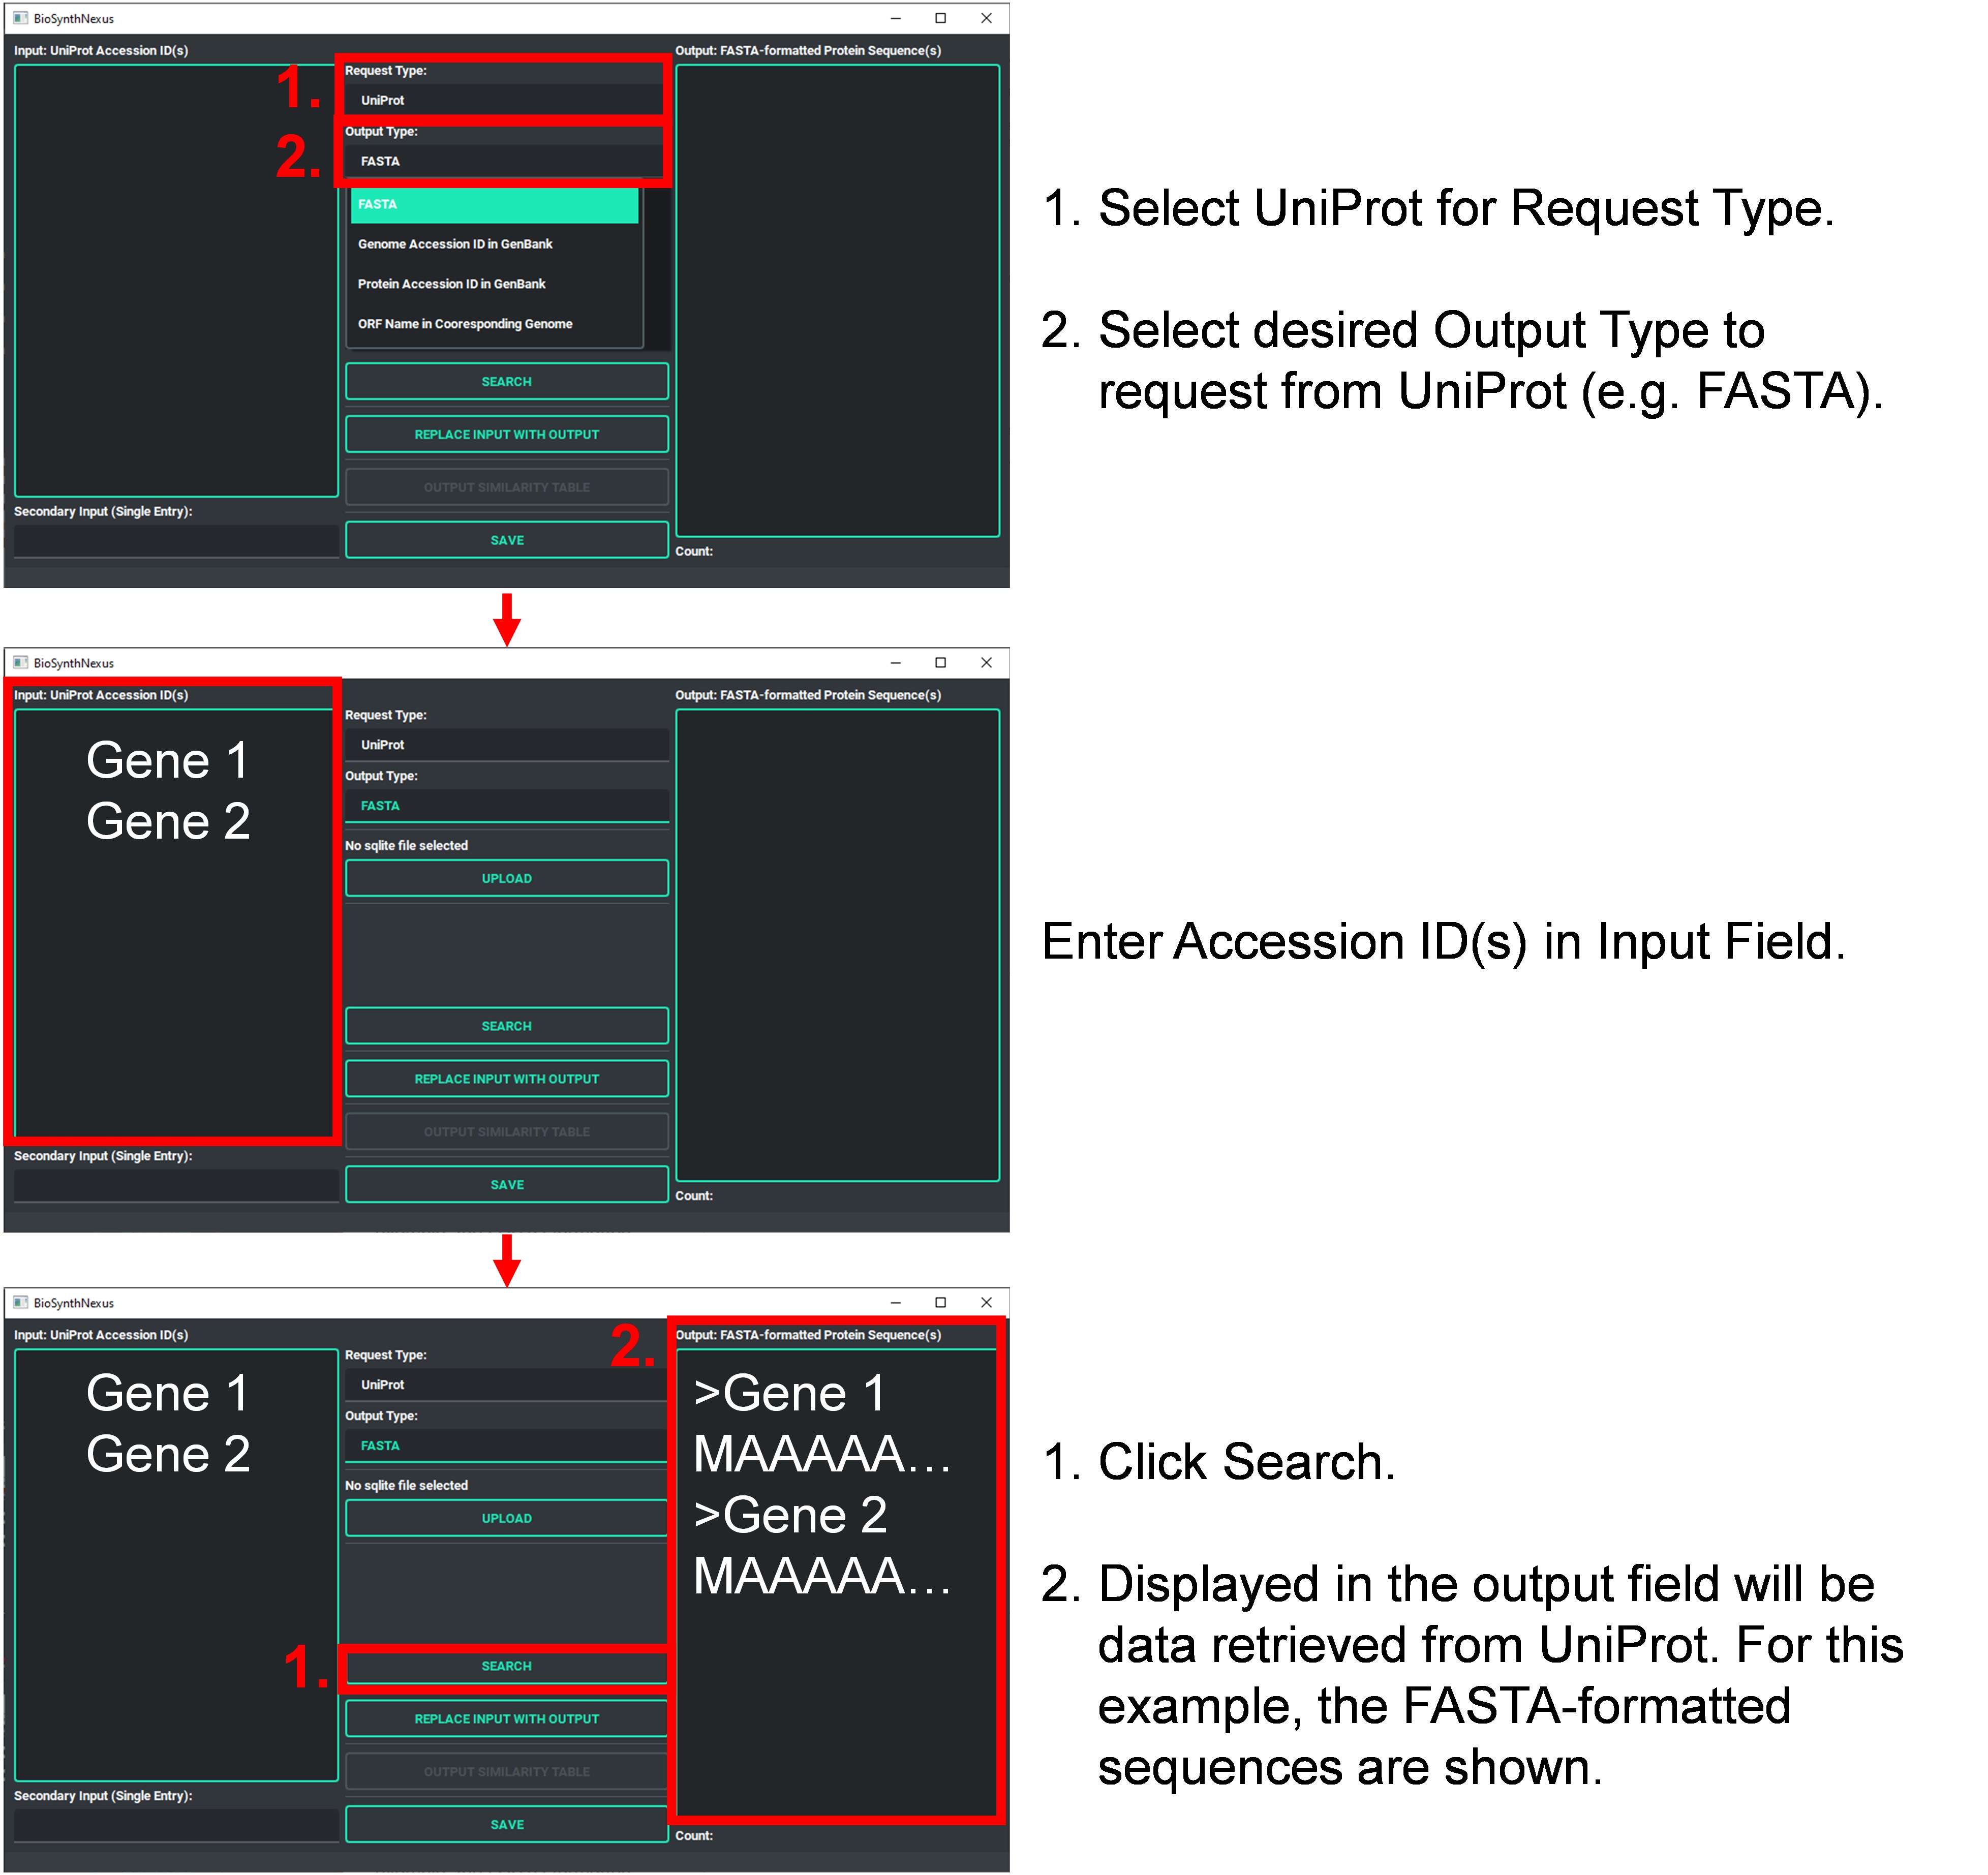 BioSynthNexus
Input: UniProt Accession ID(s)
Request Type:
1.
UniProt
Output Type:
2.
FASTA
FASTA
Genome Accession ID in GenBank
Protein Accession ID in GenBank
ORF Name in Cooresponding Genome
SEARCH
REPLACE INPUT WITH OUTPUT
OUTPUT SIMILARITY TABLE
SAVE
Secondary Input (Single Entry):
Output: FASTA-formatted Protein Sequence(s)
Count:
1. Select UniProt for Request Type.
2. Select desired Output Type to
request from UniProt (e.g. FASTA).
BioSynthNexus
Input: UniProt Accession ID(s)
Gene 1
Gene 2
Secondary Input (Single Entry):
Request Type:
UniProt
Output Type:
FASTA
No sqlite file selected
UPLOAD
SEARCH
REPLACE INPUT WITH OUTPUT
OUTPUT SIMILARITY TABLE
SAVE
Output: FASTA-formatted Protein Sequence(s)
Count:
Enter Accession ID(s) in Input Field.
BioSynthNexus
Input: UniProt Accession ID(s)
Gene 1
Gene 2
Secondary Input (Single Entry):
Request Type:
UniProt
Output Type:
FASTA
No sqlite file selected
UPLOAD
1.
SEARCH
REPLACE INPUT WITH OUTPUT
OUTPUT SIMILARITY TABLE
SAVE
2.
Output: FASTA-formatted Protein Sequence(s)
>Gene 1
MAAAAA...
>Gene 2
MAAAAA...
Count:
1. Click Search.
2. Displayed in the output field will be
data retrieved from UniProt. For this
example, the FASTA-formatted
sequences are shown.